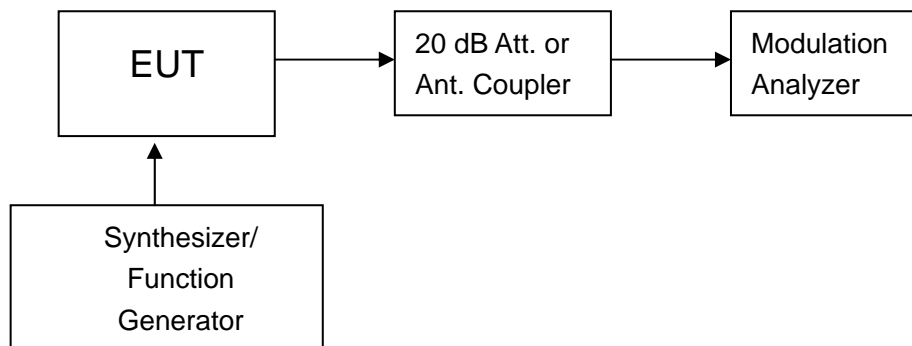 EUT
20 dB Att. or
Ant. Coupler
Modulation
Analyzer
Synthesizer/
Function
Generator